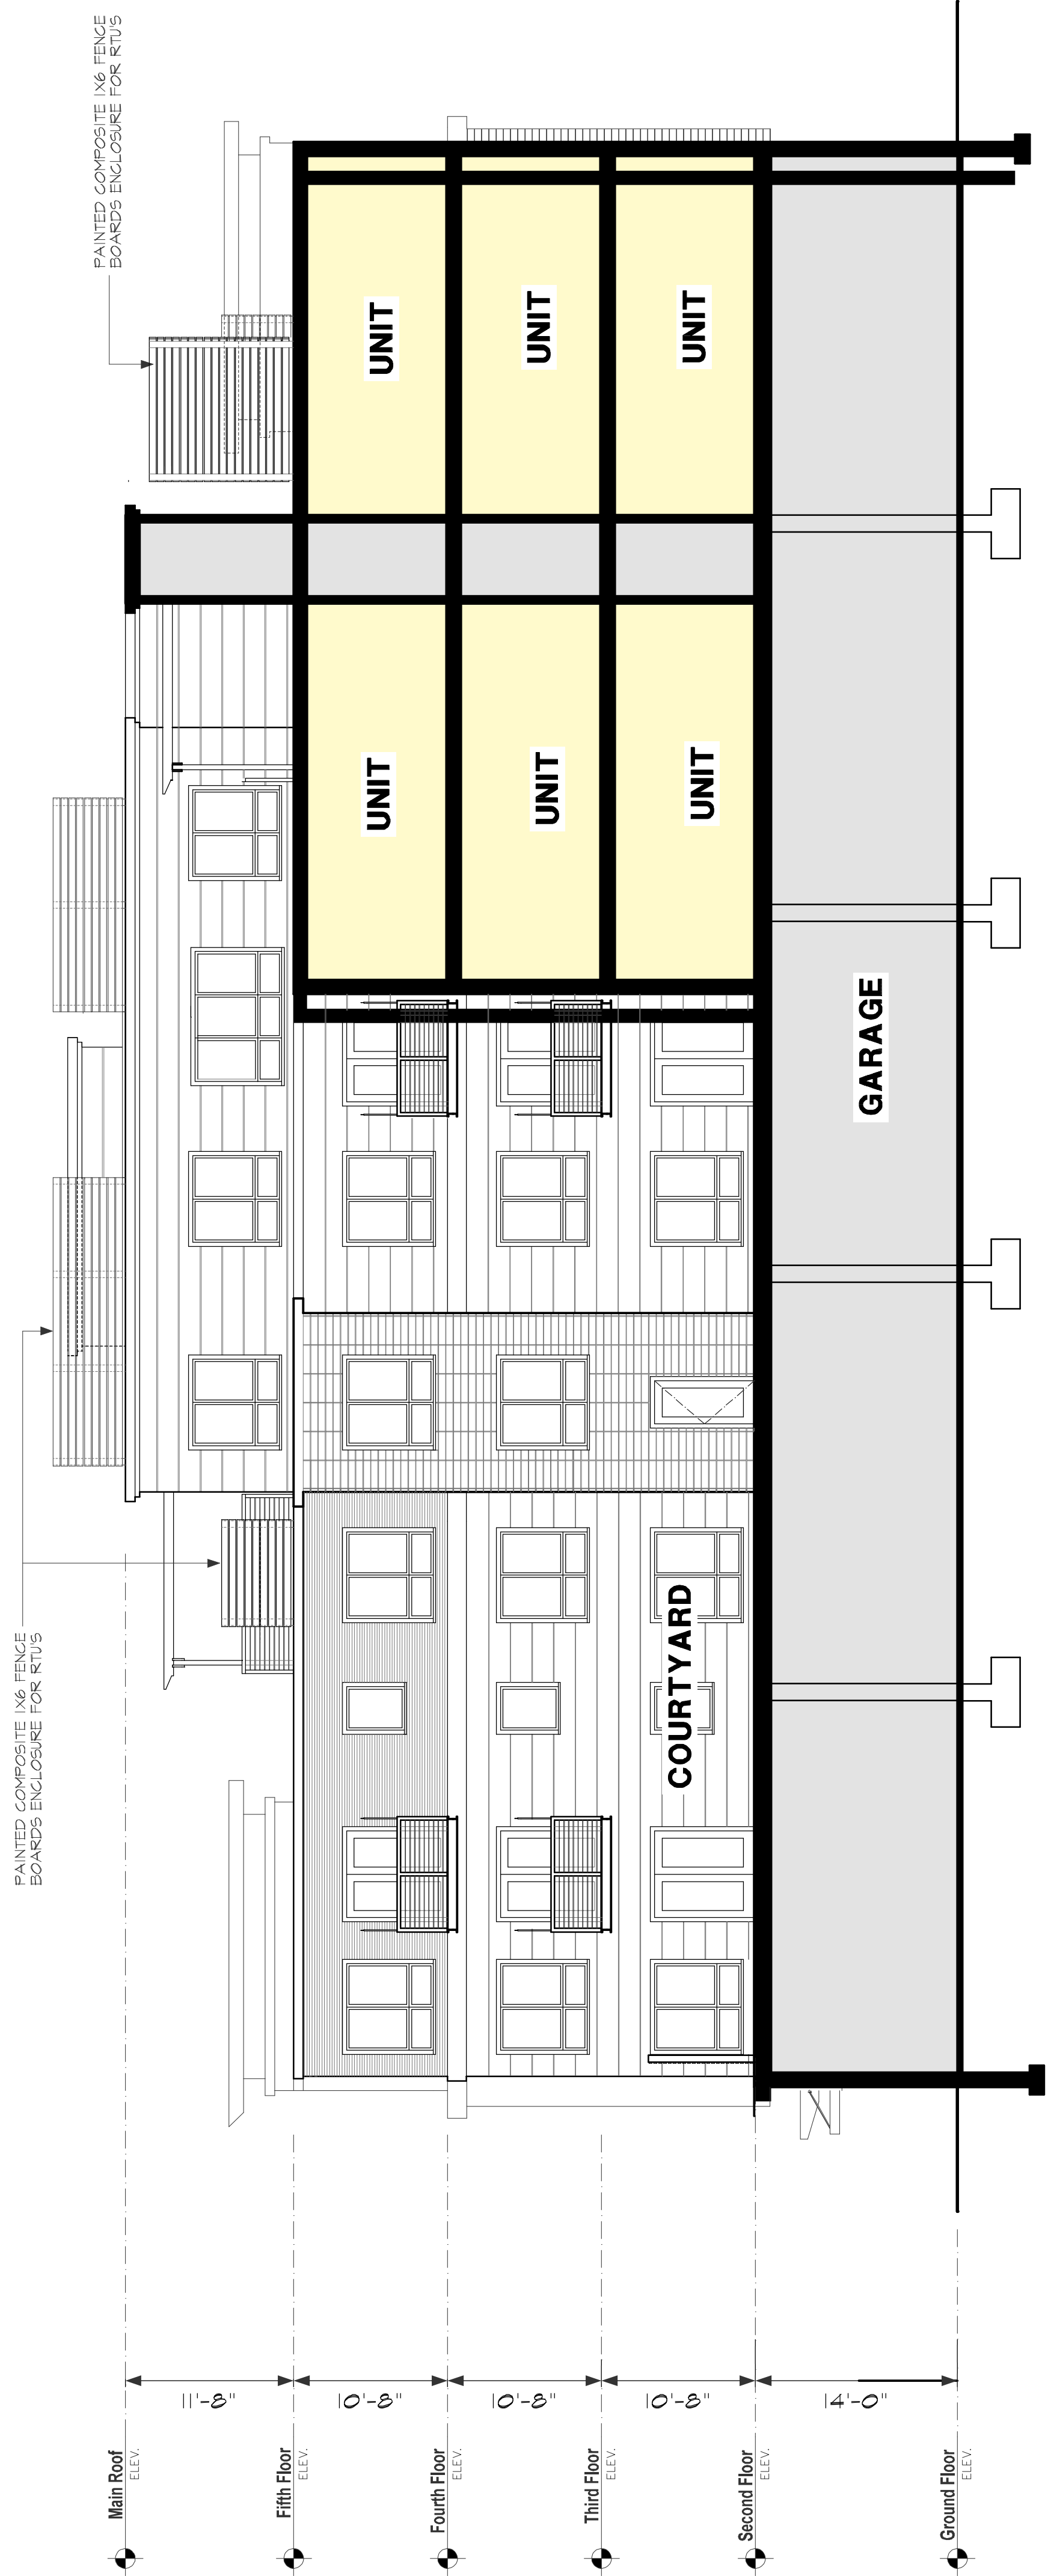 PAINTED COMPOSITE 1X6 FENCE
BOARDS ENCLOSURE FOR RTU'S
PAINTED COMPOSITE 1X6 FENCE
BOARDS ENCLOSURE FOR RTU'S
Main Roof
ELEV.
11'-8"
Fifth Floor
ELEV.
10'-8"
UNIT
UNIT
Fourth Floor
ELEV.
10'-8"
UNIT
UNIT
Third Floor
ELEV.
10'-8"
COURTYARD
UNIT
UNIT
Second Floor
ELEV.
14'-0"
GARAGE
Ground Floor
ELEV.